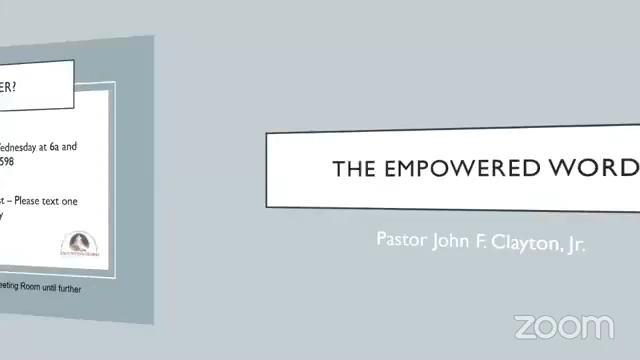 ER?
ednesday at 6a and
598
st – Please text one
y
eeting Room until further
THE EMPOWERED WORD
Pastor John F. Clayton, Jr.
zoom